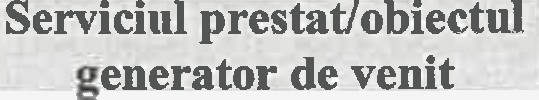 Serviciul prestat/obiectul
generator de venit